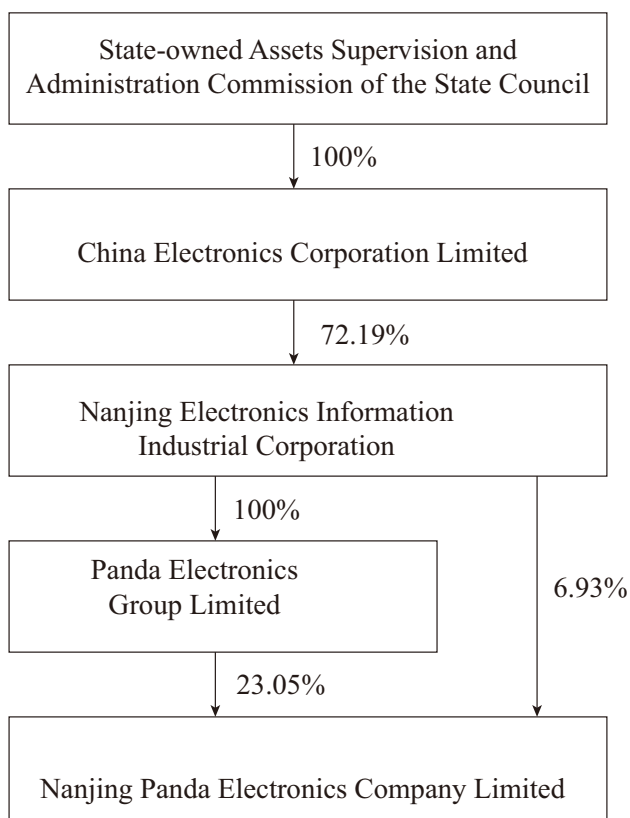 State-owned Assets Supervision and
Administration Commission of the State Council
100%
China Electronics Corporation Limited
72.19%
Nanjing Electronics Information
Industrial Corporation
100%
Panda Electronics
Group Limited
6.93%
23.05%
Nanjing Panda Electronics Company Limited